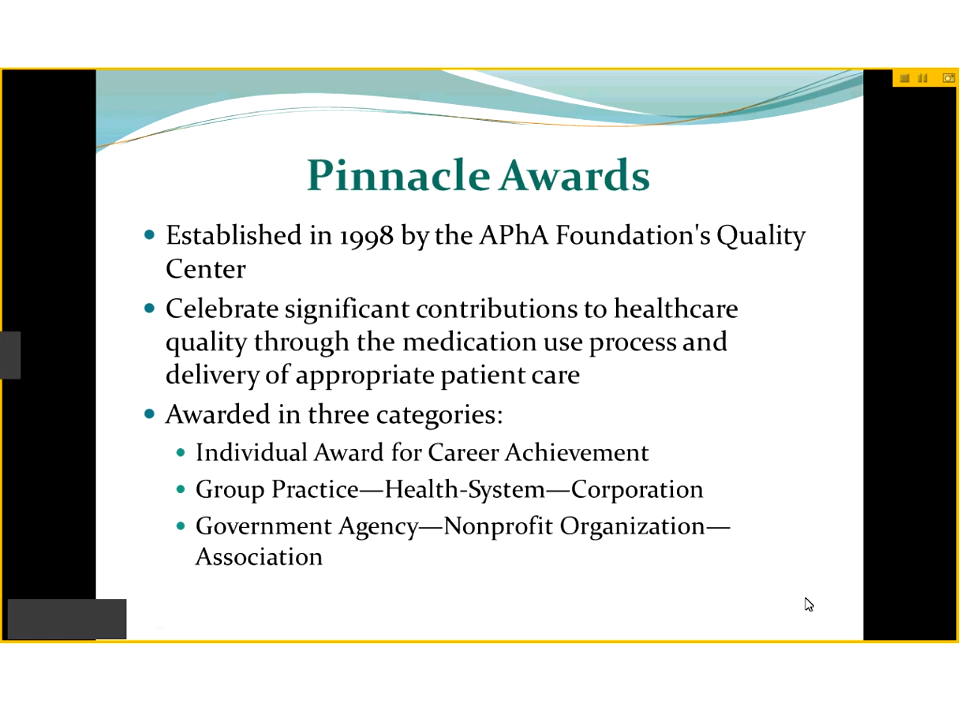 Pinnacle Awards
• Established in 1998 by the APhA Foundation's Quality
Center
• Celebrate significant contributions to healthcare
quality through the medication use process and
delivery of appropriate patient care
• Awarded in three categories:
• Individual Award for Career Achievement
• Group Practice—Health-System—Corporation
• Government Agency—Nonprofit Organization—
Association